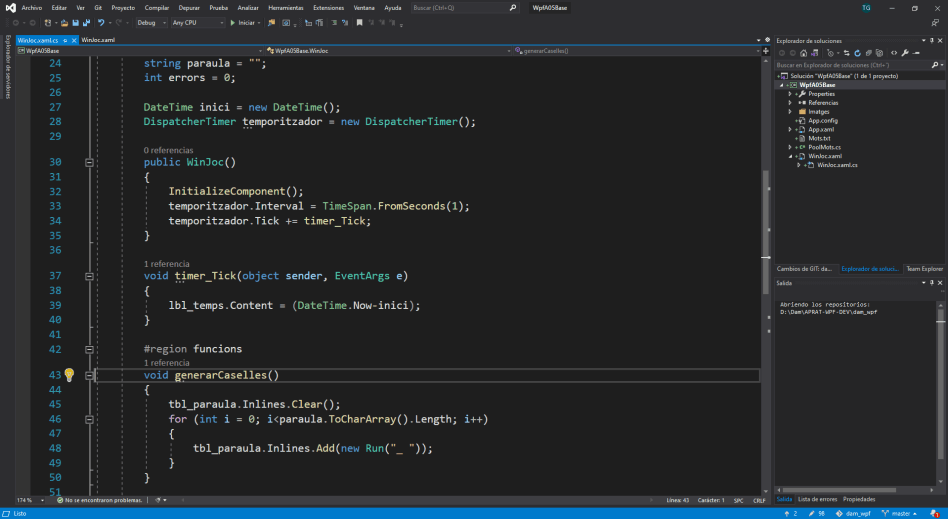 Archivo Editar Ver Git Proyecto Compilar Depurar Prueba Analizar Herramientas Extensiones Ventana Ayuda Buscar (Ctrl+Q) WpfA05Base TG
Debug Any CPU Iniciar
WinJoc.xaml.cs WinJoc.xaml
WpfA05Base WpfA05Base.WinJoc generarCaselles()
Explorador de servidores
24 string paraula = "";
25 int errors = 0;
26
27 DateTime inici = new DateTime();
28 DispatcherTimer temporitzador = new DispatcherTimer();
29
0 referencias
30 public WinJoc()
31 {
32 InitializeComponent();
33 temporitzador.Interval = TimeSpan.FromSeconds(1);
34 temporitzador.Tick += timer_Tick;
35 }
36
1 referencia
37 void timer_Tick(object sender, EventArgs e)
38 {
39 lbl_temps.Content = (DateTime.Now-inici);
40 }
41
42 #region funcions
1 referencia
43 void generarCaselles()
44 {
45 tbl_paraula.Inlines.Clear();
46 for (int i = 0; i<paraula.ToCharArray().Length; i++)
47 {
48 tbl_paraula.Inlines.Add(new Run("_ "));
49 }
50 }
51
174 % No se encontraron problemas. Línea: 43 Carácter: 1 SPC CRLF
Explorador de soluciones
Buscar en Explorador de soluciones (Ctrl+´)
Solución "WpfA05Base" (1 de 1 proyecto)
WpfA05Base
Properties
Referencias
Imatges
App.config
App.xaml
Mots.txt
PoolMots.cs
WinJoc.xaml
WinJoc.xaml.cs
Cambios de GIT: da... Explorador de soluci... Team Explorer
Salida
Abriendo los repositorios:
D:\Dam\APRAT-WPF-DEV\dam_wpf
Salida Lista de errores Propiedades
Listo 2 98 dam_wpf master 1